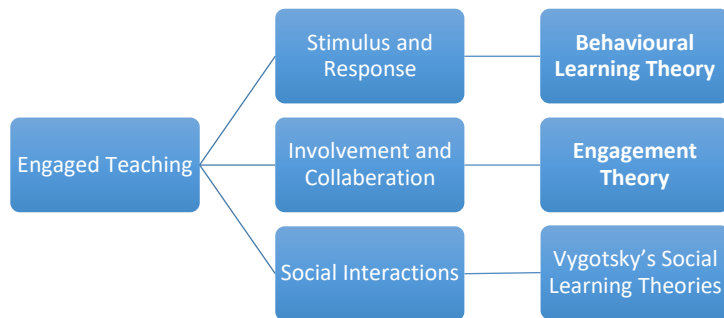 Stimulus and
Response
Behavioural
Learning Theory
Engaged Teaching
Involvement and
Collaberation
Engagement
Theory
Social Interactions
Vygotsky’s Social
Learning Theories